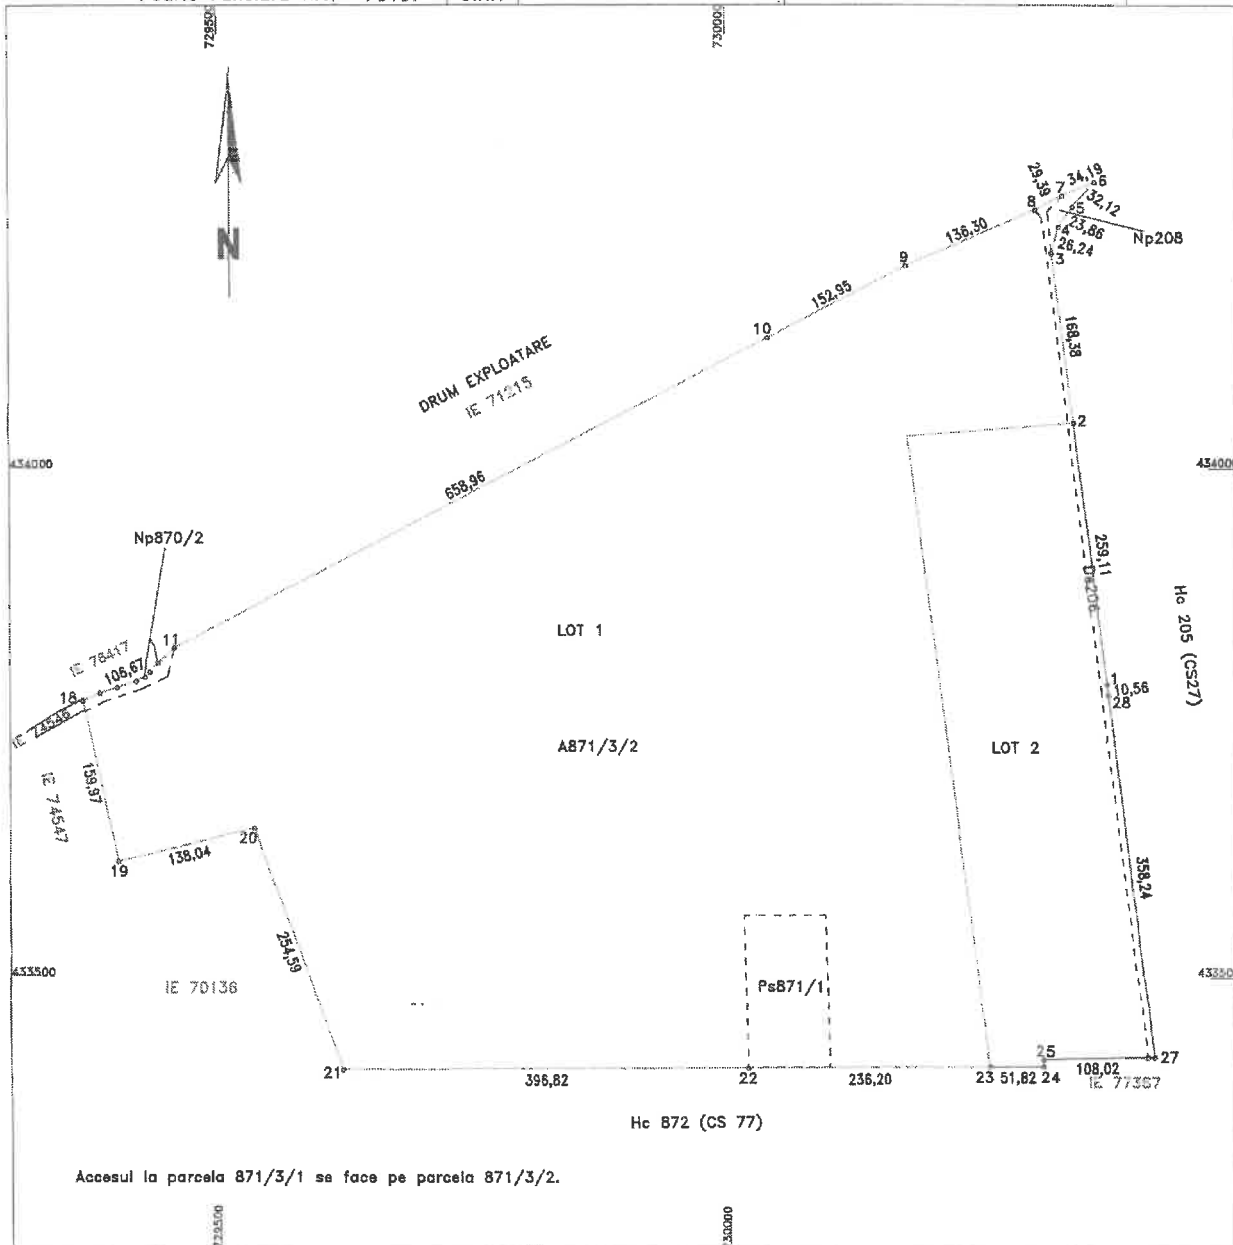 729500
730000
N
29,39
7
34,19
6
8
5
32,12
4
23,86
Np208
26,24
3
136,30
9
152,95
10
168,38
DRUM EXPLOATARE
IE 71215
2
434000
434000
658,96
Np870/2
259,11
Hc 205 (CS27)
LOT 1
11
IE 78417
106,67
18
1
10,56
28
IE 74546
A871/3/2
LOT 2
159,97
IE 74547
20
138,04
19
358,24
254,59
433500
IE 70136
Ps871/1
25
27
21
396,82
22
236,20
23
51,82
24
108,02
IE 77367
Hc 872 (CS 77)
Accesul la parcela 871/3/1 se face pe parcela 871/3/2.
729500
730000